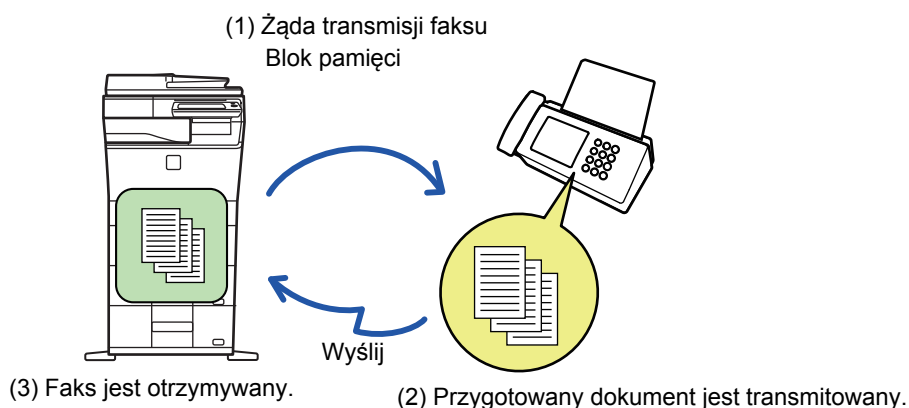 (1) Żąda transmisji faksu
Blok pamięci
Wyślij
(3) Faks jest otrzymywany.
(2) Przygotowany dokument jest transmitowany.